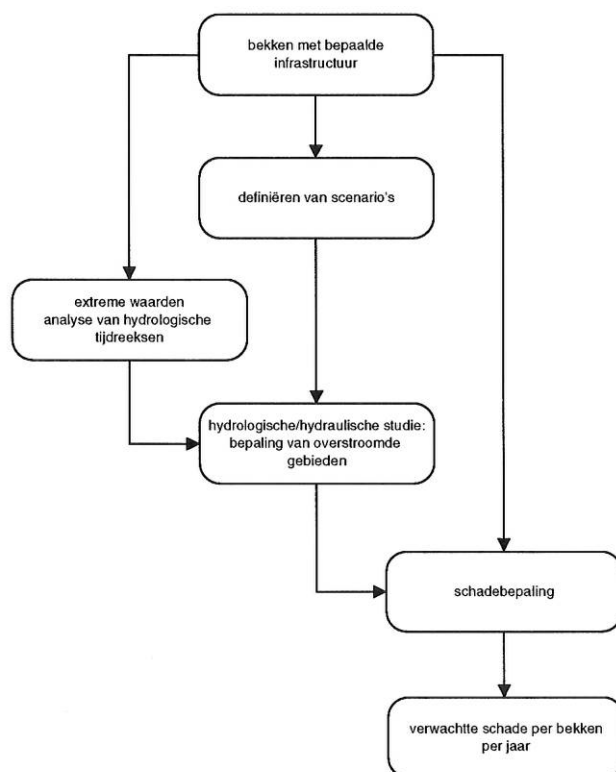 bekken met bepaalde
infrastructuur
definiëren van scenario's
extreme waarden
analyse van hydrologische
tijdreeksen
hydrologische/hydraulische studie:
bepaling van overstroomde
gebieden
schadebepaling
verwachtte schade per bekken
per jaar